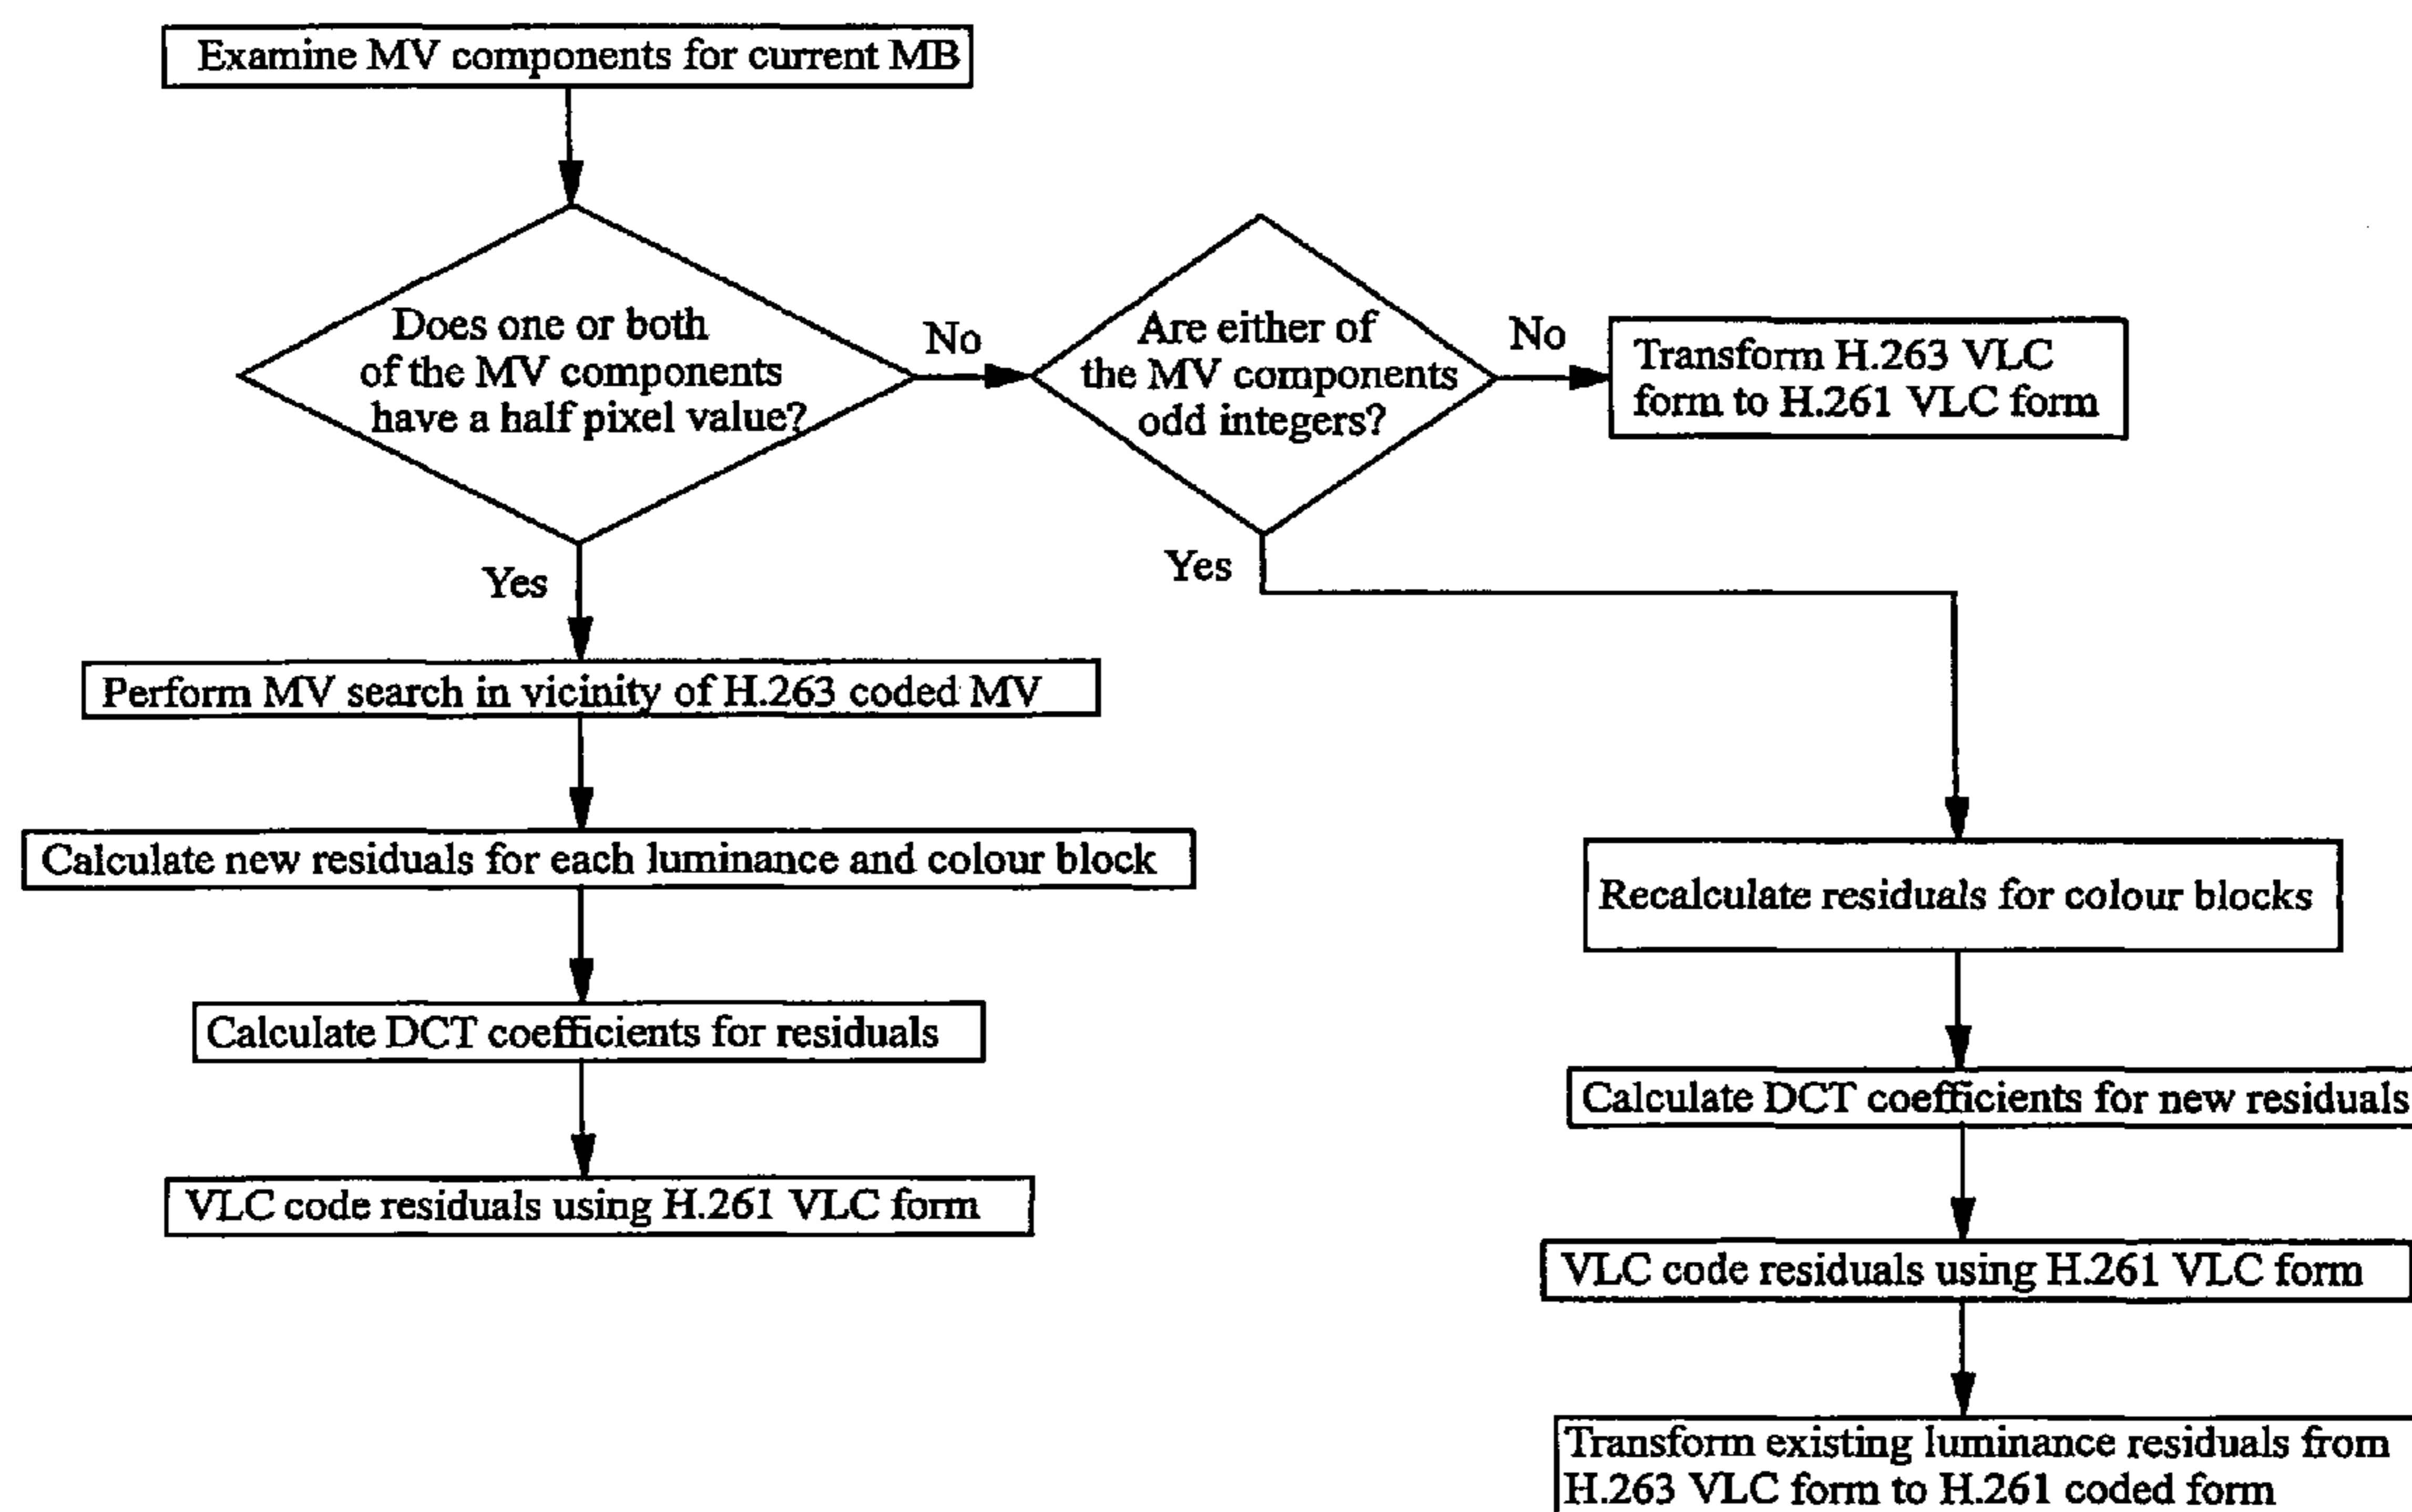 Examine MV components for current MB
Does one or both
of the MV components
have a half pixel value?
No
Are either of
the MV components
odd integers?
No
Transform H.263 VLC
form to H.261 VLC form
Yes
Yes
Perform MV search in vicinity of H.263 coded MV
Calculate new residuals for each luminance and colour block
Calculate DCT coefficients for residuals
VLC code residuals using H.261 VLC form
Recalculate residuals for colour blocks
Calculate DCT coefficients for new residuals
VLC code residuals using H.261 VLC form
Transform existing luminance residuals from
H.263 VLC form to H.261 coded form